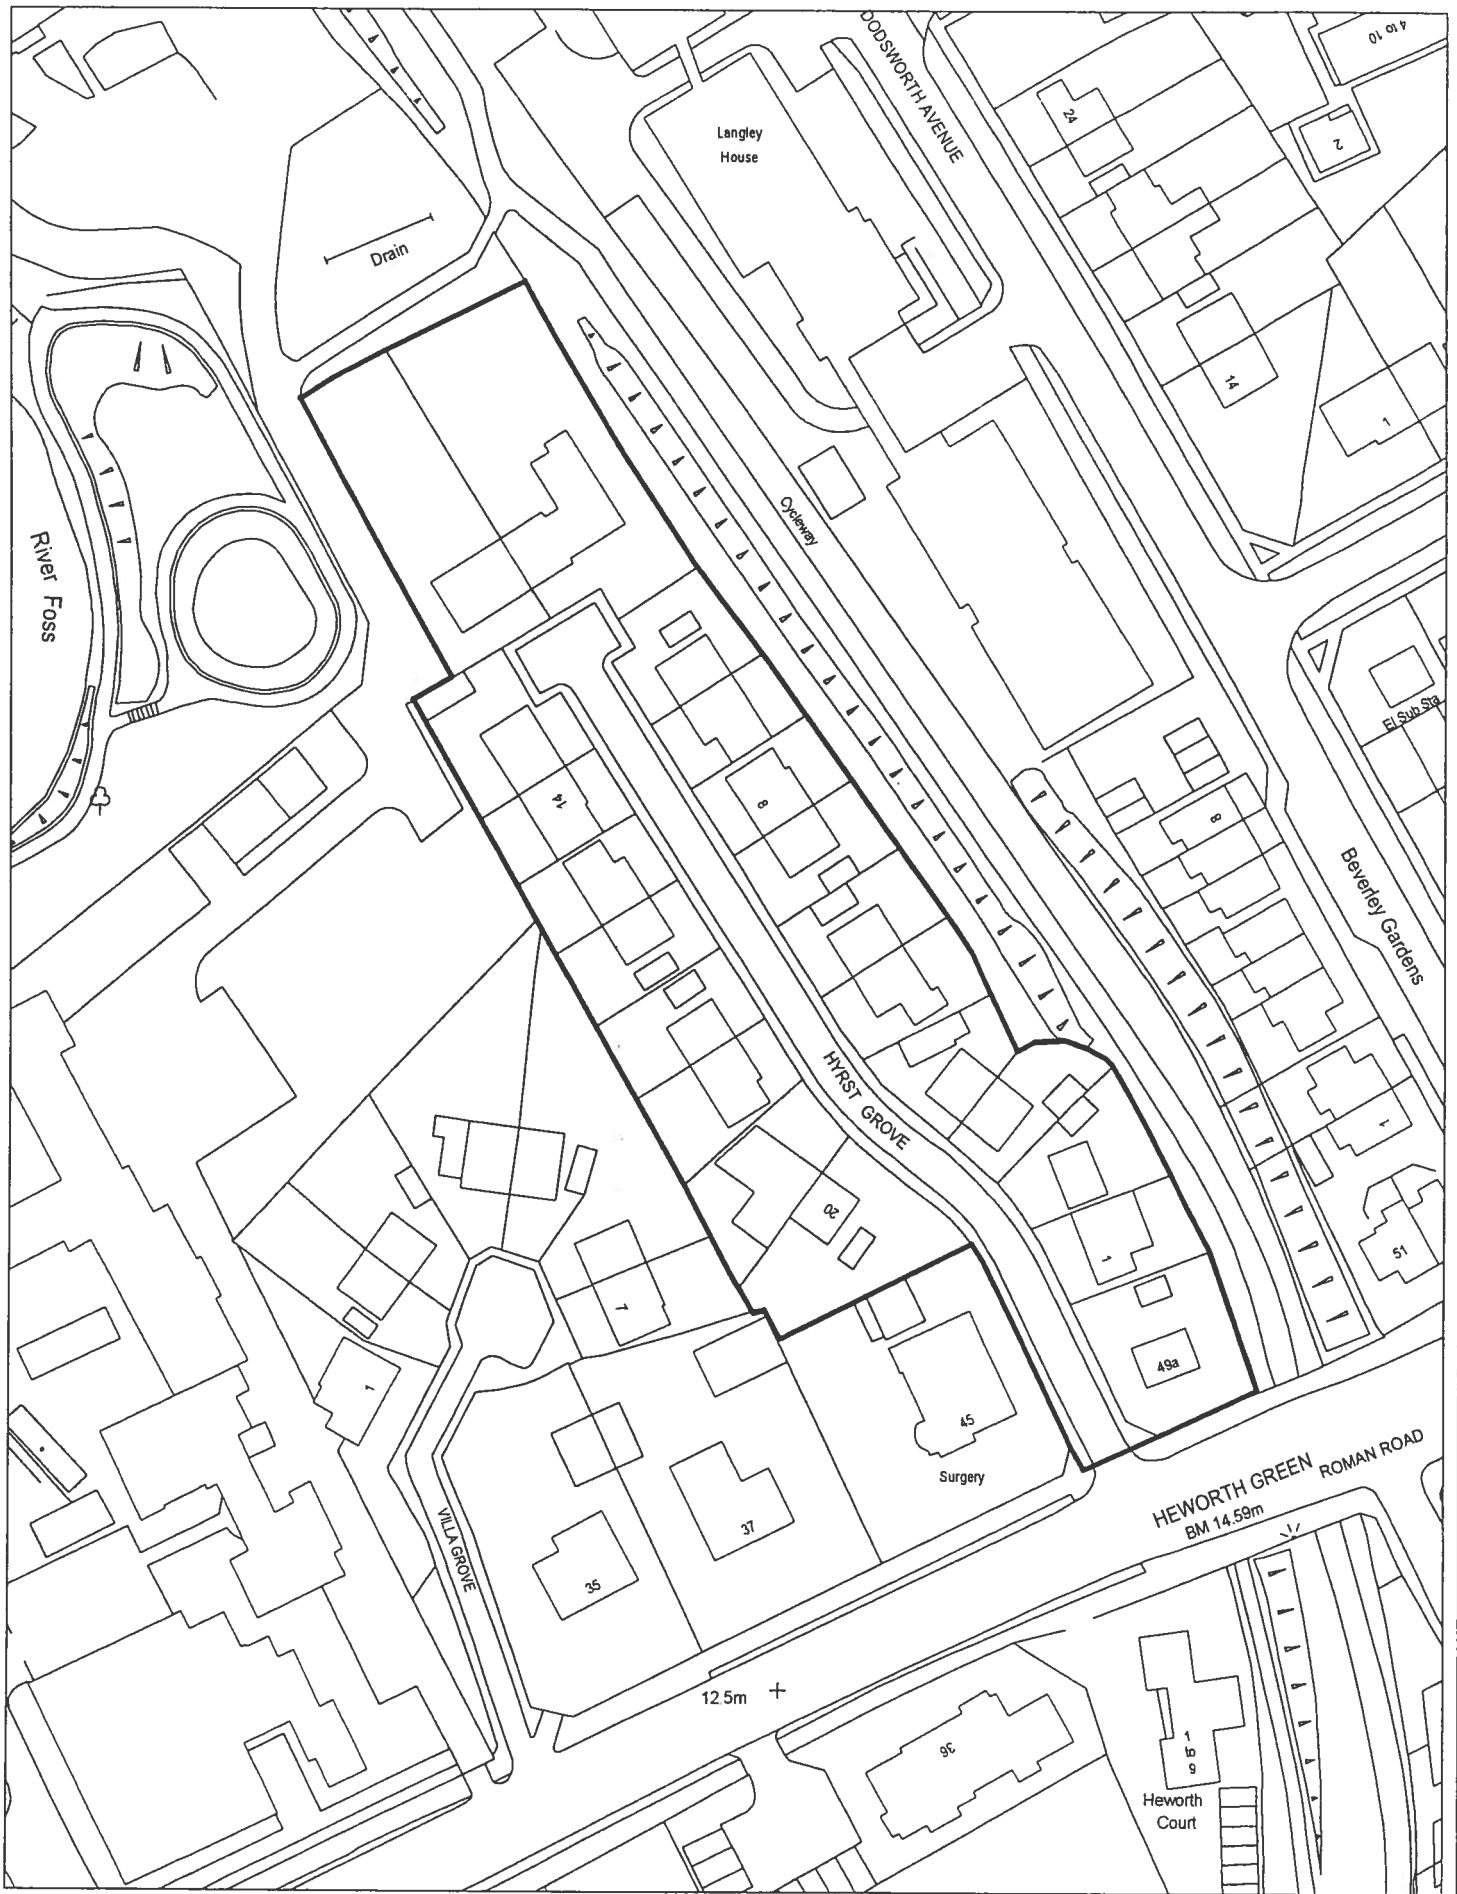 DODSWORTH AVENUE
4 to 10
Langley
House
24
2
Drain
14
1
Cycleway
River Foss
El Sub Sta
14
8
8
Beverley Gardens
HYRST GROVE
1
20
1
51
7
49a
1
45
Surgery
HEWORTH GREEN
ROMAN ROAD
BM 14.59m
VILLA GROVE
37
35
12.5m
36
1
to
9
Heworth
Court